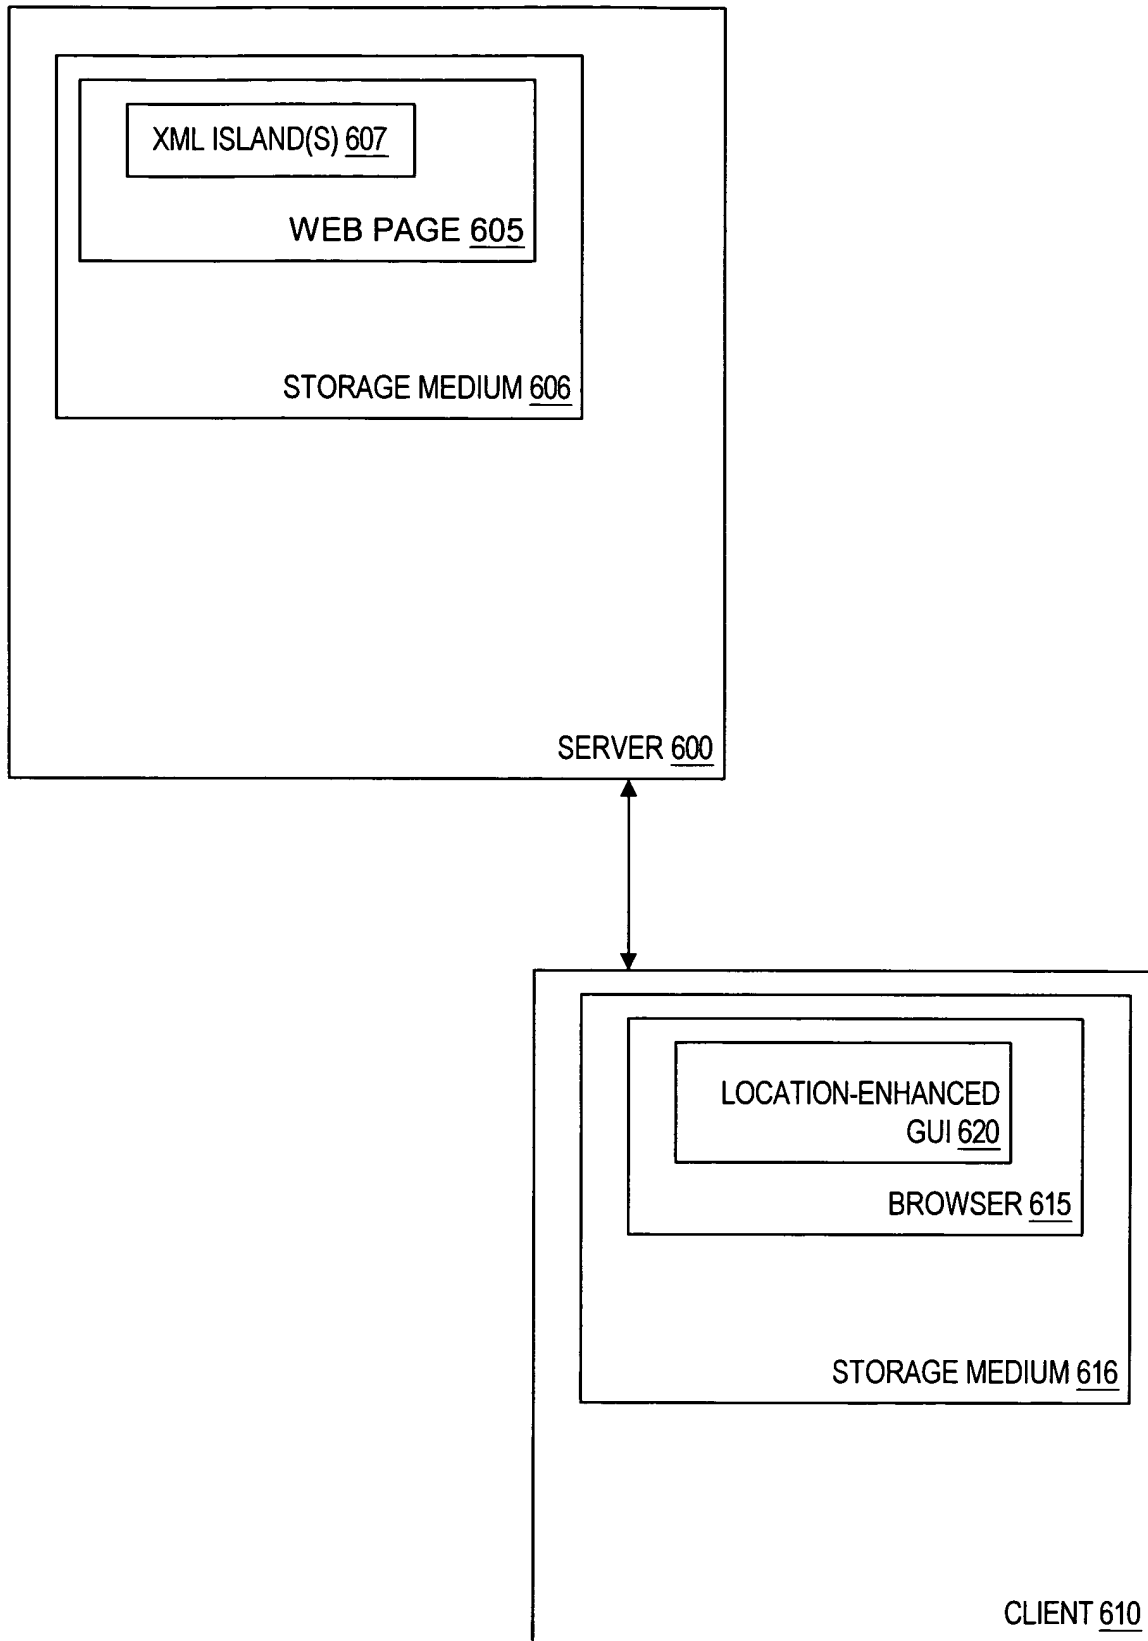 XML ISLAND(S) 607
WEB PAGE 605
STORAGE MEDIUM 606
SERVER 600
LOCATION-ENHANCED
GUI 620
BROWSER 615
STORAGE MEDIUM 616
CLIENT 610